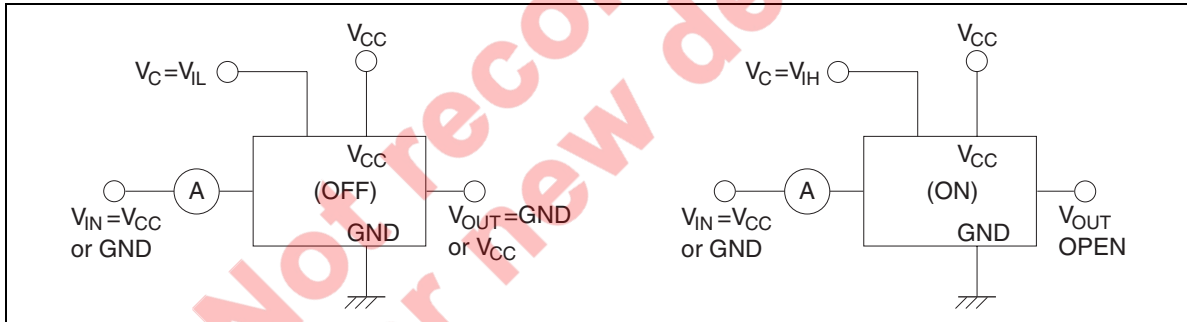 VCC
VC=VIL
VCC
(OFF)
GND
A
VIN=VCC
or GND
VOUT=GND
or VCC
VCC
VC=VIH
VCC
(ON)
GND
A
VIN=VCC
or GND
VOUT
OPEN
Not reco
r new de